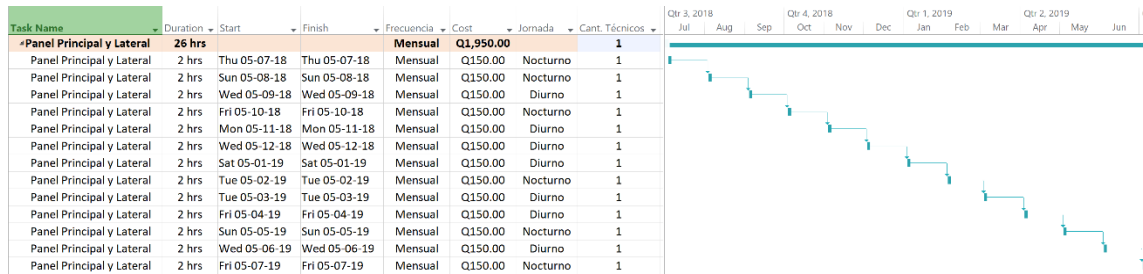 Qtr 3, 2018 Qtr 4, 2018 Qtr 1, 2019 Qtr 2, 2019
Task Name Duration Start Finish Frecuencia Cost Jornada Cant. Técnicos Jul Aug Sep Oct Nov Dec Jan Feb Mar Apr May Jun
Panel Principal y Lateral 26 hrs Mensual Q1,950.00 1
Panel Principal y Lateral 2 hrs Thu 05-07-18 Thu 05-07-18 Mensual Q150.00 Nocturno 1
Panel Principal y Lateral 2 hrs Sun 05-08-18 Sun 05-08-18 Mensual Q150.00 Nocturno 1
Panel Principal y Lateral 2 hrs Wed 05-09-18 Wed 05-09-18 Mensual Q150.00 Diurno 1
Panel Principal y Lateral 2 hrs Fri 05-10-18 Fri 05-10-18 Mensual Q150.00 Nocturno 1
Panel Principal y Lateral 2 hrs Mon 05-11-18 Mon 05-11-18 Mensual Q150.00 Diurno 1
Panel Principal y Lateral 2 hrs Wed 05-12-18 Wed 05-12-18 Mensual Q150.00 Diurno 1
Panel Principal y Lateral 2 hrs Sat 05-01-19 Sat 05-01-19 Mensual Q150.00 Diurno 1
Panel Principal y Lateral 2 hrs Tue 05-02-19 Tue 05-02-19 Mensual Q150.00 Nocturno 1
Panel Principal y Lateral 2 hrs Tue 05-03-19 Tue 05-03-19 Mensual Q150.00 Diurno 1
Panel Principal y Lateral 2 hrs Fri 05-04-19 Fri 05-04-19 Mensual Q150.00 Diurno 1
Panel Principal y Lateral 2 hrs Sun 05-05-19 Sun 05-05-19 Mensual Q150.00 Nocturno 1
Panel Principal y Lateral 2 hrs Wed 05-06-19 Wed 05-06-19 Mensual Q150.00 Diurno 1
Panel Principal y Lateral 2 hrs Fri 05-07-19 Fri 05-07-19 Mensual Q150.00 Nocturno 1